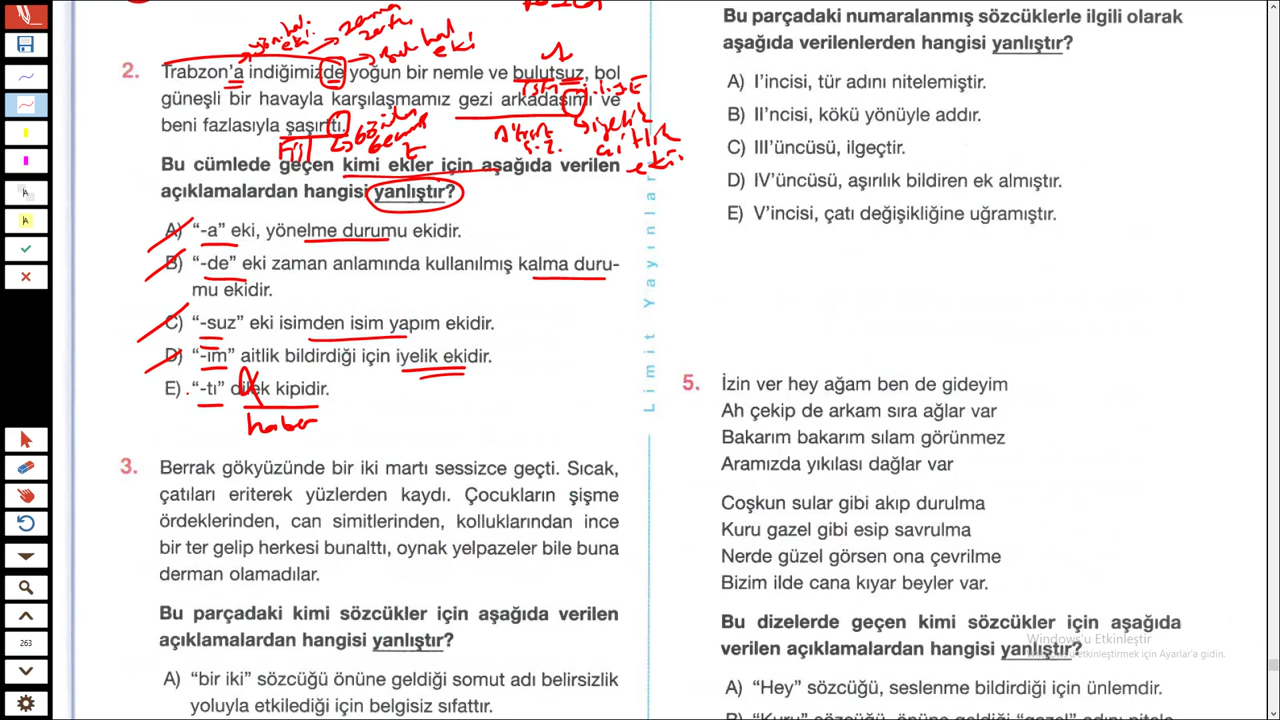 2. Trabzon'a indiğimizde yoğun bir nemle ve bulutsuz, bol
güneşli bir havayla karşılaşmamız gezi arkadaşımı ve
beni fazlasıyla şaşırttı.
Bu cümlede geçen kimi ekler için aşağıda verilen
açıklamalardan hangisi yanlıştır?
A) “-a” eki, yönelme durumu ekidir.
B) “-de” eki zaman anlamında kullanılmış kalma duru-
mu ekidir.
C) “-suz” eki isimden isim yapım ekidir.
D) “-ım” aitlik bildirdiği için iyelik ekidir.
E) “-tı” dilek kipidir.
haber
3. Berrak gökyüzünde bir iki martı sessizce geçti. Sıcak,
çatıları eriterek yüzlerden kaydı. Çocukların şişme
ördeklerinden, can simitlerinden, kolluklarından ince
bir ter gelip herkesi bunalttı, oynak yelpazeler bile buna
derman olamadılar.
Bu parçadaki kimi sözcükler için aşağıda verilen
açıklamalardan hangisi yanlıştır?
A) “bir iki” sözcüğü önüne geldiği somut adı belirsizlik
yoluyla etkilediği için belgisiz sıfattır.
Limit Yayınlar
Bu parçadaki numaralanmış sözcüklerle ilgili olarak
aşağıda verilenlerden hangisi yanlıştır?
A) I'incisi, tür adını nitelemiştir.
B) II'ncisi, kökü yönüyle addır.
C) III'üncüsü, ilgeçtir.
D) IV'üncüsü, aşırılık bildiren ek almıştır.
E) V'incisi, çatı değişikliğine uğramıştır.
5. İzin ver hey ağam ben de gideyim
Ah çekip de arkam sıra ağlar var
Bakarım bakarım sılam görünmez
Aramızda yıkılası dağlar var
Coşkun sular gibi akıp durulma
Kuru gazel gibi esip savrulma
Nerde güzel görsen ona çevrilme
Bizim ilde cana kıyar beyler var.
Bu dizelerde geçen kimi sözcükler için aşağıda
verilen açıklamalardan hangisi yanlıştır?
A) “Hey” sözcüğü, seslenme bildirdiği için ünlemdir.
Windows'u Etkinleştir
etkinleştirmek için Ayarlar'a gidin.
263